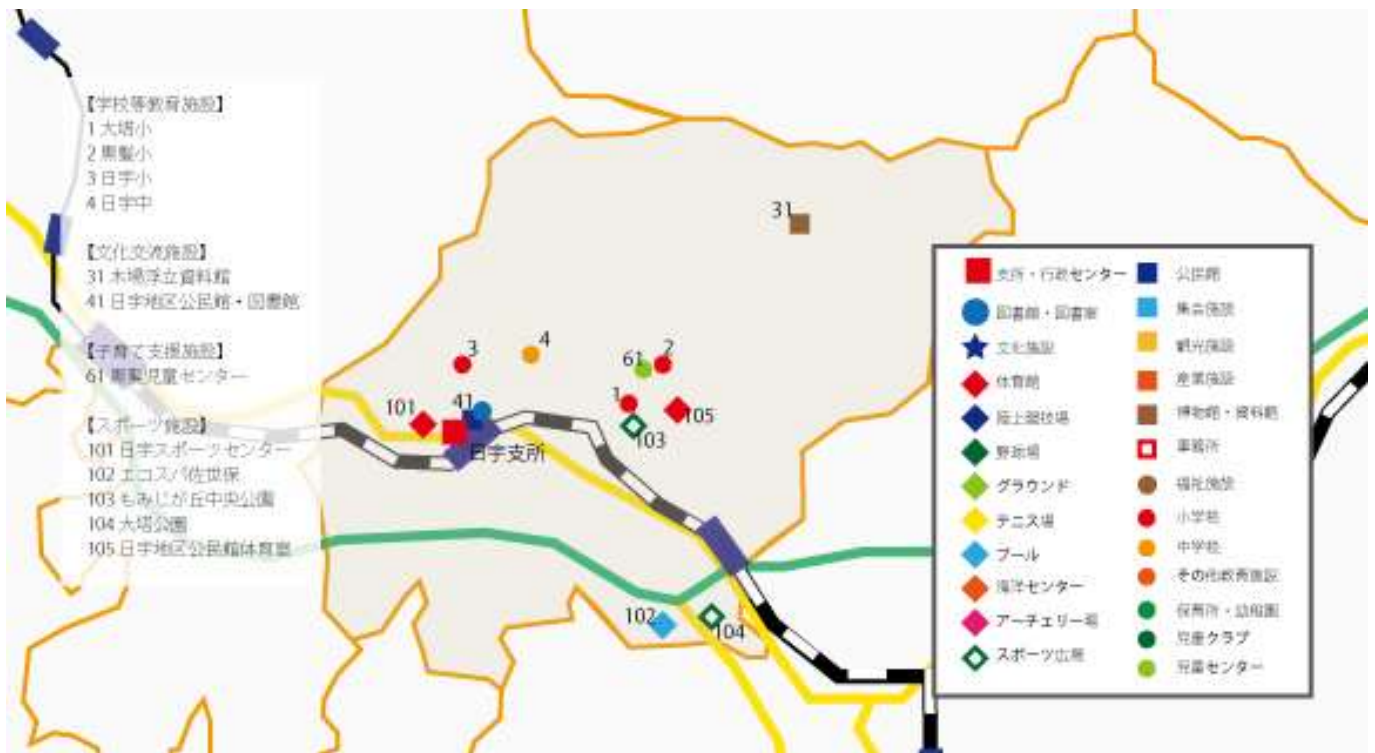 【学校等教育施設】
1 大塔小
2 黒髪小
3 日宇小
4 日宇中
【文化交流施設】
31 木場浮立資料館
41 日宇地区公民館・図書館
【子育て支援施設】
61 黒髪児童センター
【スポーツ施設】
101 日宇スポーツセンター
102 エコスパ佐世保
103 もみじが丘中央公園
104 大塔公園
105 日宇地区公民館体育室
31
3
4
61
2
1
101
41
105
103
日宇支所
102
104
支所・行政センター
図書館・図書室
文化施設
体育館
陸上競技場
野球場
グラウンド
テニス場
プール
海洋センター
アーチェリー場
スポーツ広場
公民館
集会施設
観光施設
産業施設
博物館・資料館
事務所
福祉施設
小学校
中学校
その他教育施設
保育所・幼稚園
児童クラブ
児童センター